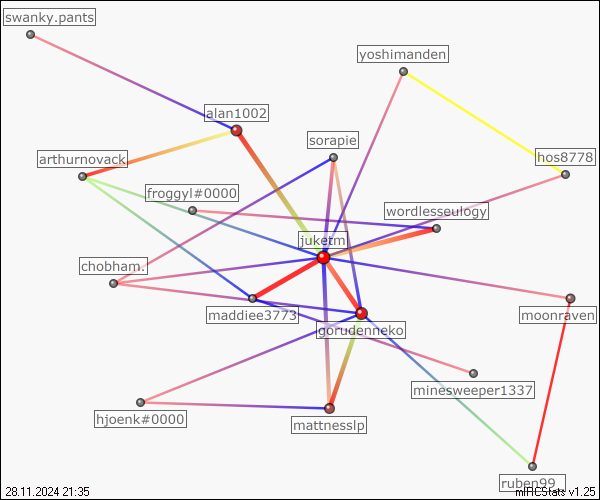 swanky.pants
yoshimanden
alan1002
sorapie
arthurnovack
hos8778
froggyl#0000
wordlesseulogy
juketm
chobham.
maddiee3773
moonraven
gorudenneko
minesweeper1337
hjoenk#0000
mattnesslp
ruben99_
28.11.2024 21:35
mIRCStats v1.25